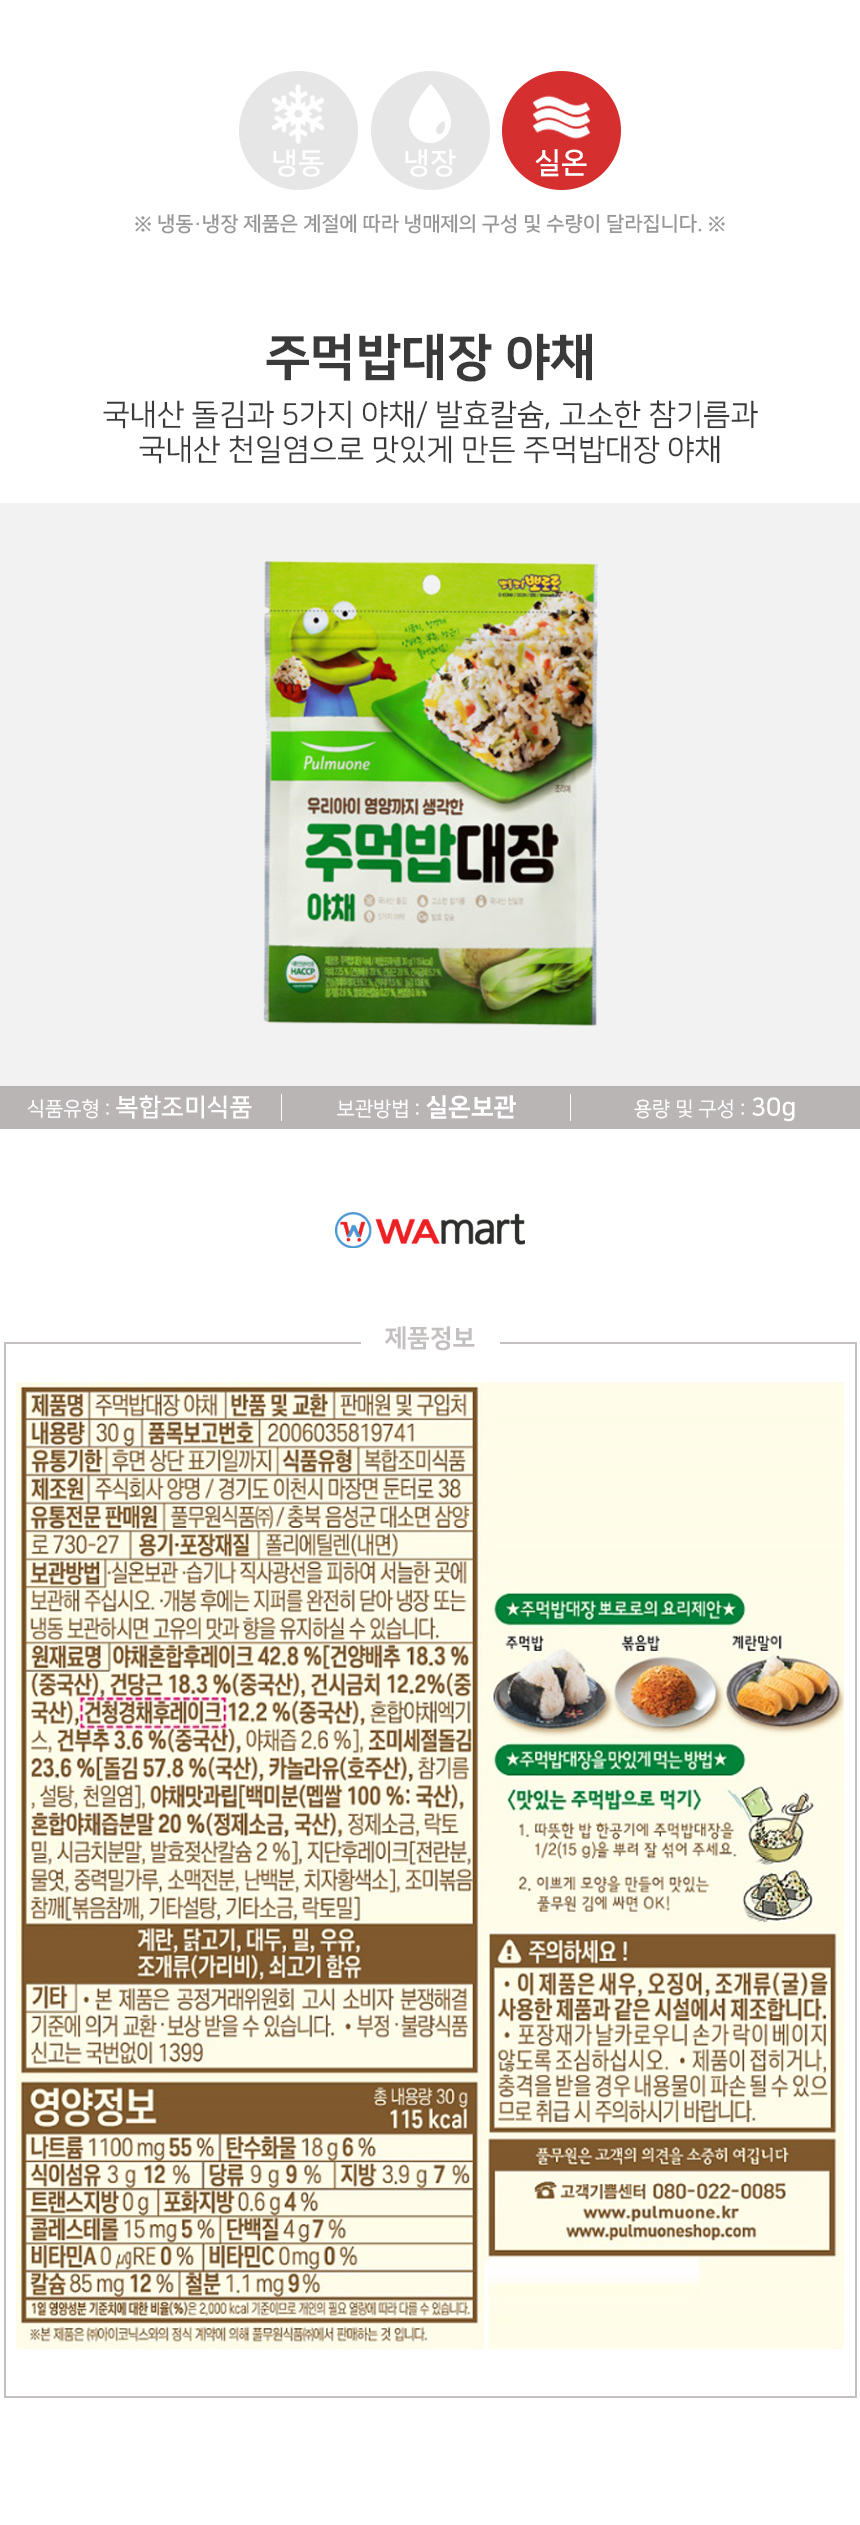 냉동
냉장
실온
※ 냉동·냉장 제품은 계절에 따라 냉매제의 구성 및 수량이 달라집니다. ※
주먹밥대장 야채
국내산 돌김과 5가지 야채/ 발효칼슘, 고소한 참기름과
국내산 천일염으로 맛있게 만든 주먹밥대장 야채
뽀로로
Pulmuone
조리예
우리아이 영양까지 생각한
주먹밥대장
야채
국내산 돌김
고소한 참기름
국내산 천일염
5가지 야채
발효 칼슘
HACCP
식품유형 : 복합조미식품
보관방법 : 실온보관
용량 및 구성 : 30g
WAmart
제품정보
제품명 주먹밥대장 야채 반품 및 교환 판매원 및 구입처
내용량 30 g 품목보고번호 2006035819741
유통기한 후면 상단 표기일까지 식품유형 복합조미식품
제조원 주식회사 양명 / 경기도 이천시 마장면 둔터로 38
유통전문 판매원 풀무원식품㈜ / 충북 음성군 대소면 삼양
로 730-27 용기·포장재질 폴리에틸렌(내면)
보관방법 ·실온보관 ·습기나 직사광선을 피하여 서늘한 곳에
보관해 주십시오. ·개봉 후에는 지퍼를 완전히 닫아 냉장 또는
냉동 보관하시면 고유의 맛과 향을 유지하실 수 있습니다.
원재료명 야채혼합후레이크 42.8 %[건양배추 18.3 %
(중국산), 건당근 18.3 %(중국산), 건시금치 12.2%(중
국산), 건청경채후레이크 12.2 %(중국산), 혼합야채엑기
스, 건부추 3.6 %(중국산), 야채즙 2.6 %], 조미세절돌김
23.6 %[돌김 57.8 %(국산), 카놀라유(호주산), 참기름
, 설탕, 천일염], 야채맛과립[백미분(멥쌀 100 %: 국산),
혼합야채즙분말 20 %(정제소금, 국산), 정제소금, 락토
밀, 시금치분말, 발효젖산칼슘 2 %], 지단후레이크[전란분,
물엿, 중력밀가루, 소맥전분, 난백분, 치자황색소], 조미볶음
참깨[볶음참깨, 기타설탕, 기타소금, 락토밀]
계란, 닭고기, 대두, 밀, 우유,
조개류(가리비), 쇠고기 함유
기타 • 본 제품은 공정거래위원회 고시 소비자 분쟁해결
기준에 의거 교환·보상 받을 수 있습니다. • 부정·불량식품
신고는 국번없이 1399
영양정보
총 내용량 30 g
115 kcal
나트륨 1100 mg 55 % 탄수화물 18 g 6 %
식이섬유 3 g 12 % 당류 9 g 9 % 지방 3.9 g 7 %
트랜스지방 0 g 포화지방 0.6 g 4 %
콜레스테롤 15 mg 5 % 단백질 4 g 7 %
비타민A 0 µgRE 0 % 비타민C 0mg 0 %
칼슘 85 mg 12 % 철분 1.1 mg 9 %
1일 영양성분 기준치에 대한 비율(%)은 2,000 kcal 기준이므로 개인의 필요 열량에 따라 다를 수 있습니다.
※본 제품은 ㈜아이코닉스와의 정식 계약에 의해 풀무원식품㈜에서 판매하는 것 입니다.
★주먹밥대장 뽀로로의 요리제안★
주먹밥
볶음밥
계란말이
★주먹밥대장을 맛있게 먹는 방법★
〈맛있는 주먹밥으로 먹기〉
1. 따뜻한 밥 한공기에 주먹밥대장을
1/2(15 g)을 뿌려 잘 섞어 주세요.
2. 이쁘게 모양을 만들어 맛있는
풀무원 김에 싸면 OK!
주의하세요 !
• 이 제품은 새우, 오징어, 조개류(굴)을
사용한 제품과 같은 시설에서 제조합니다.
• 포장재가 날카로우니 손가락이 베이지
않도록 조심하십시오. • 제품이 접히거나,
충격을 받을 경우 내용물이 파손 될 수 있으
므로 취급 시 주의하시기 바랍니다.
풀무원은 고객의 의견을 소중히 여깁니다
☎ 고객기쁨센터 080-022-0085
www.pulmuone.kr
www.pulmuoneshop.com